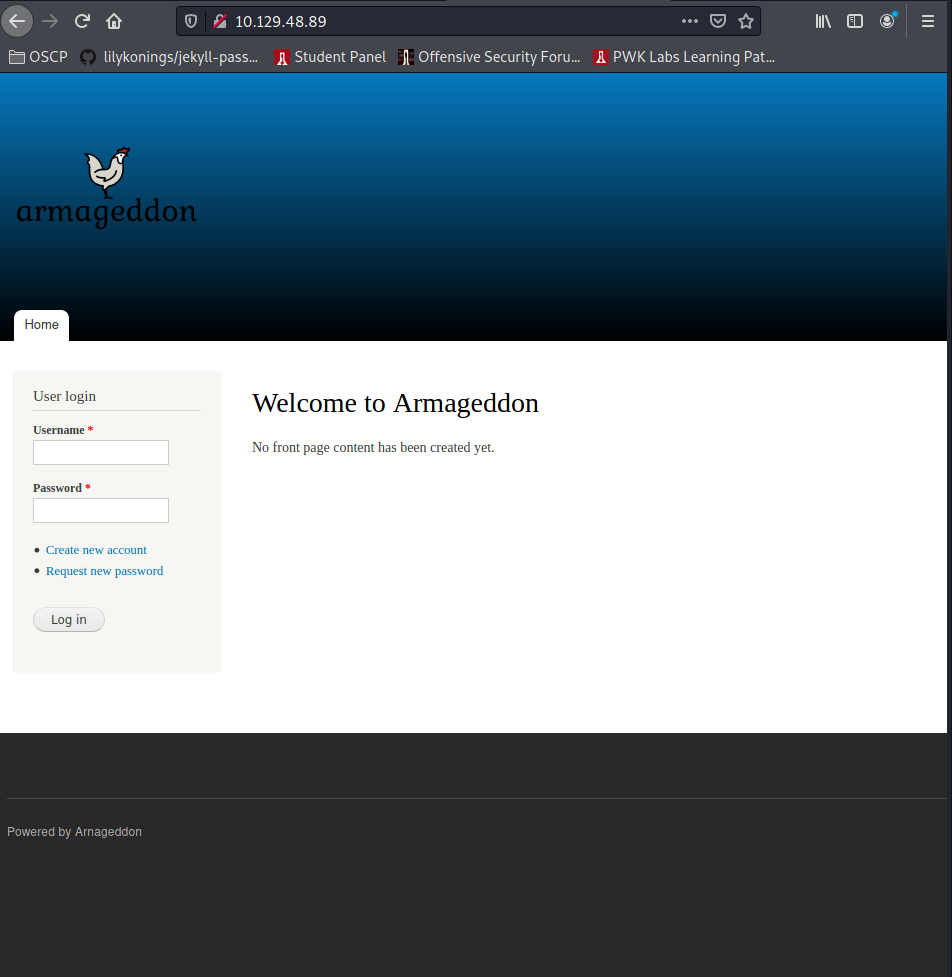 10.129.48.89
OSCP lilykonings/jekyll-pass... Student Panel Offensive Security Foru... PWK Labs Learning Pat...
armageddon
Home
User login
Username *
Password *
Create new account
Request new password
Log in
Welcome to Armageddon
No front page content has been created yet.
Powered by Arnageddon